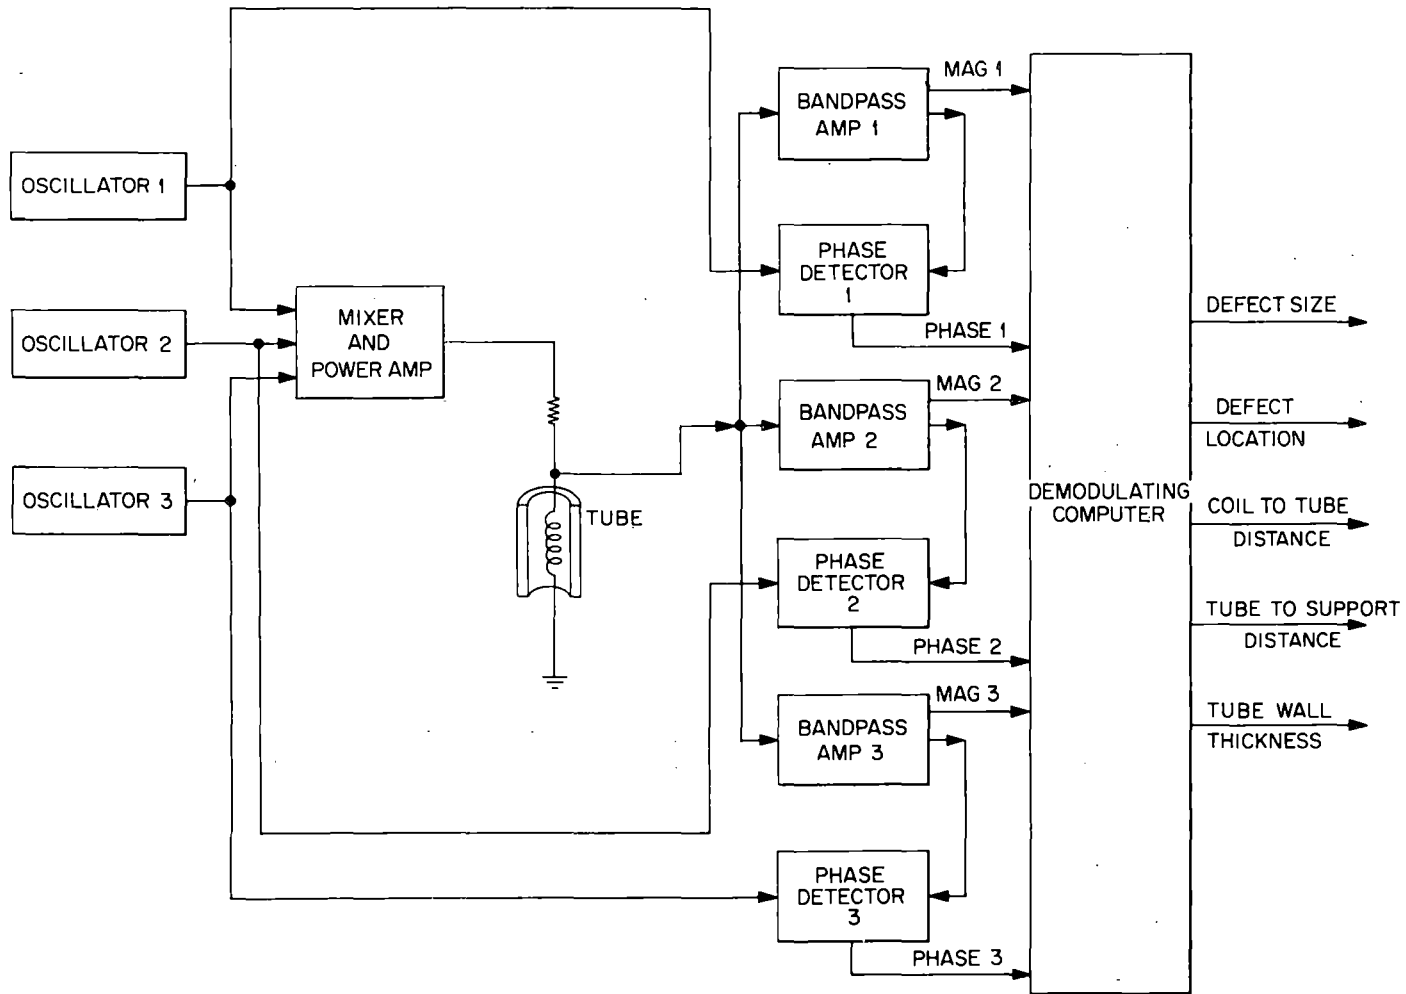 OSCILLATOR 1
OSCILLATOR 2
OSCILLATOR 3
MIXER
AND
POWER AMP
TUBE
BANDPASS
AMP 1
MAG 1
PHASE
DETECTOR
1
PHASE 1
BANDPASS
AMP 2
MAG 2
PHASE
DETECTOR
2
PHASE 2
BANDPASS
AMP 3
MAG 3
PHASE
DETECTOR
3
PHASE 3
DEMODULATING
COMPUTER
DEFECT SIZE
DEFECT
LOCATION
COIL TO TUBE
DISTANCE
TUBE TO SUPPORT
DISTANCE
TUBE WALL
THICKNESS